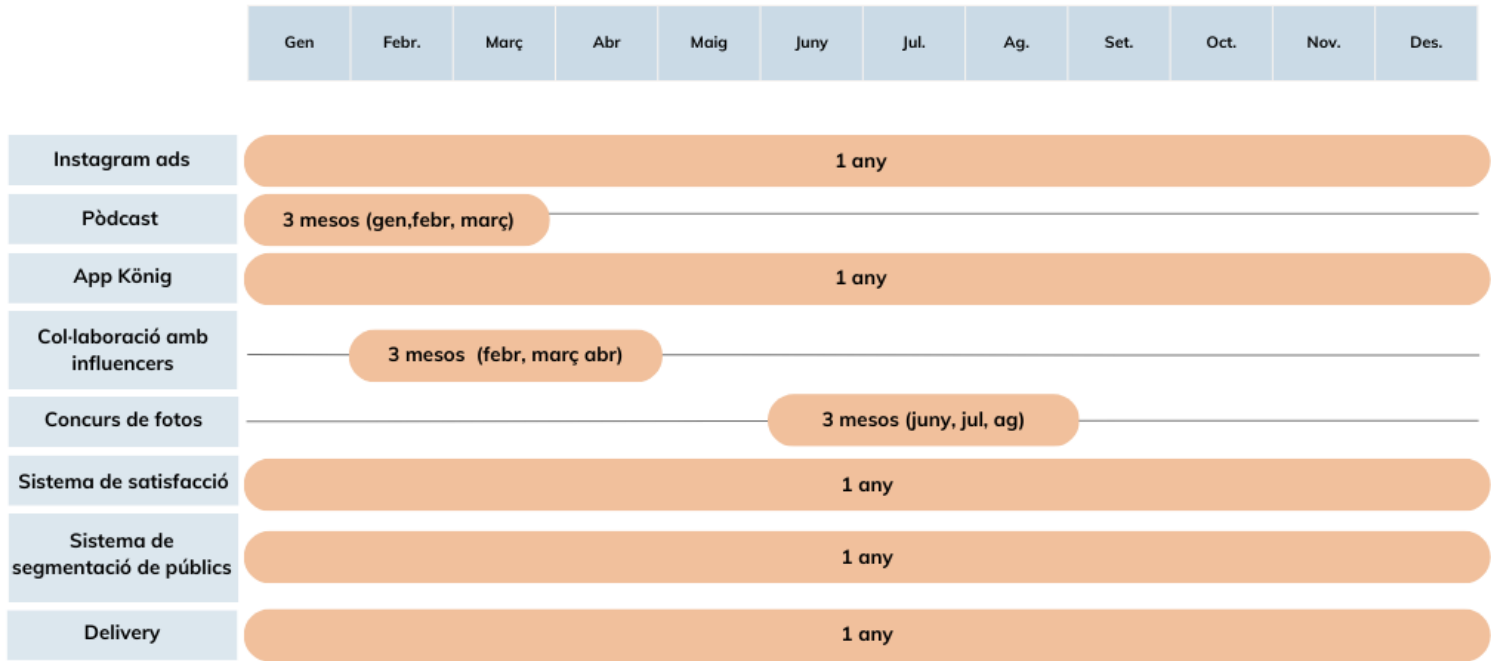 Gen Febr. Març Abr Maig Juny Jul. Ag. Set. Oct. Nov. Des.
Instagram ads 1 any
Pòdcast 3 mesos (gen,febr, març)
App König 1 any
Col·laboració amb
influencers 3 mesos (febr, març abr)
Concurs de fotos 3 mesos (juny, jul, ag)
Sistema de satisfacció 1 any
Sistema de
segmentació de públics 1 any
Delivery 1 any